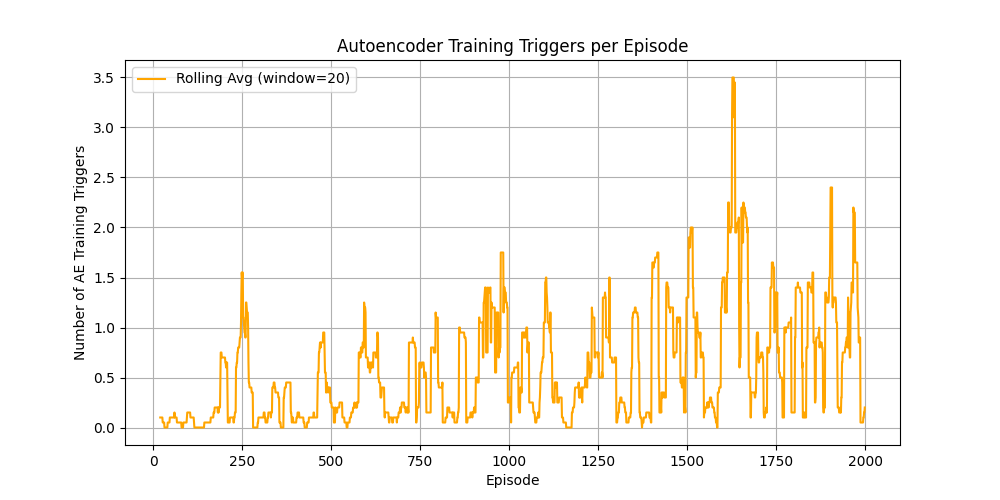 Autoencoder Training Triggers per Episode
Rolling Avg (window=20)
Number of AE Training Triggers
3.5
3.0
2.5
2.0
1.5
1.0
0.5
0.0
0 250 500 750 1000 1250 1500 1750 2000
Episode